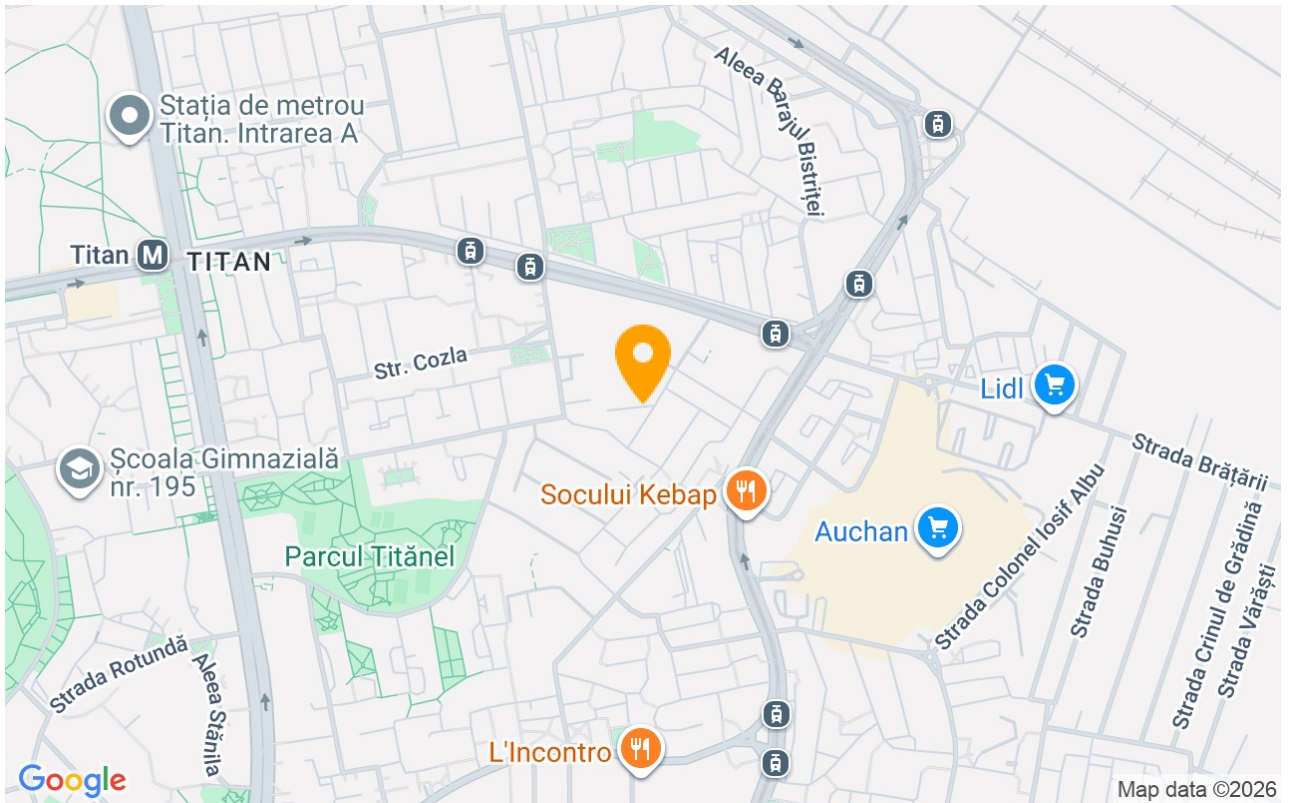 Aleea Barajul Bistriței
Stația de metrou
Titan. Intrarea A
Titan M
TITAN
Str. Cozla
Lidl
Strada Brățării
Școala Gimnazială
nr. 195
Socului Kebap
Auchan
Strada Colonel Iosif Albu
Strada Buhusi
Strada Crinul de Grădină
Strada Vărăști
Parcul Titănel
Strada Rotundă
Aleea Stănila
L'Incontro
Google
Map data ©2026